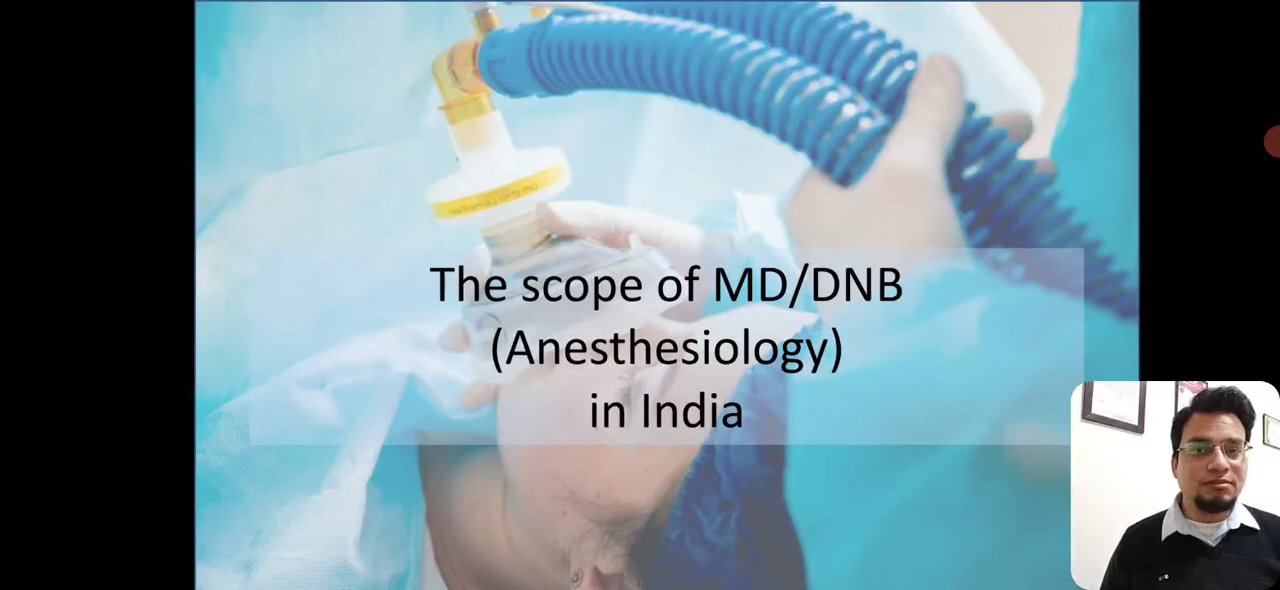 The scope of MD/DNB
(Anesthesiology)
in India